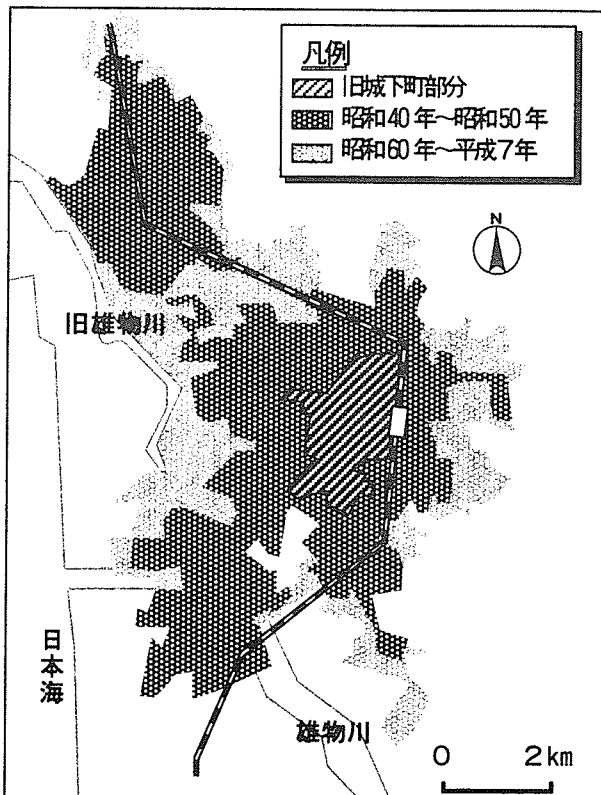 凡例
旧城下町部分
昭和40年~昭和50年
昭和60年~平成7年
N
旧雄物川
日本海
雄物川
0 2km